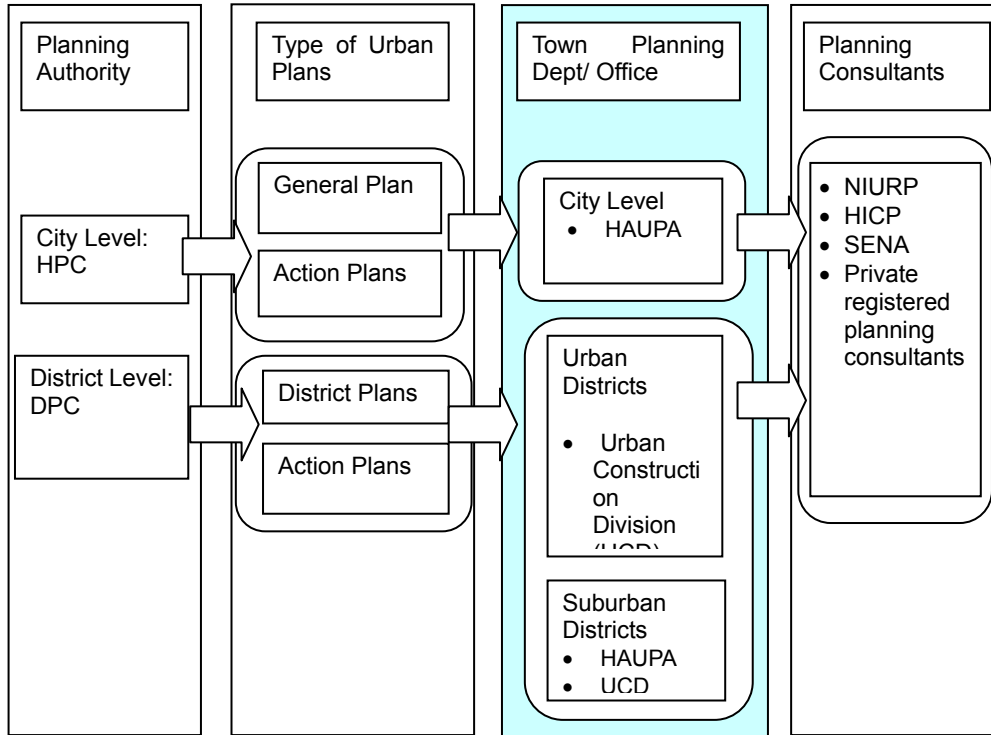 Planning
Authority
Type of Urban
Plans
Town Planning
Dept/ Office
Planning
Consultants
City Level:
HPC
District Level:
DPC
General Plan
Action Plans
District Plans
Action Plans
City Level
• HAUPA
Urban
Districts
• Urban
Constructi
on
Division
(UCD)
Suburban
Districts
• HAUPA
• UCD
• NIURP
• HICP
• SENA
• Private
registered
planning
consultants